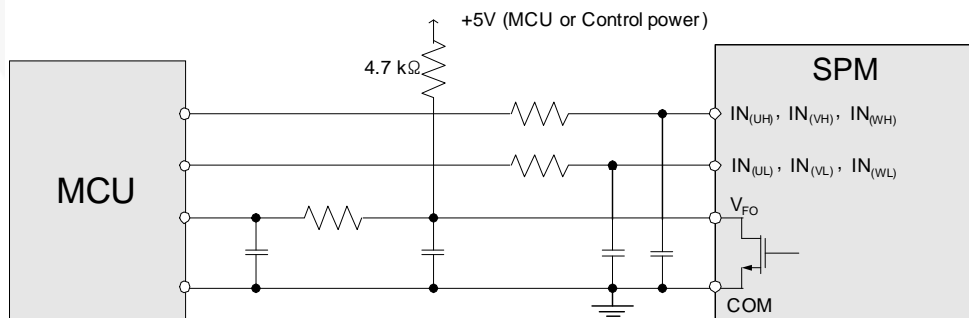 +5V (MCU or Control power)
SPM
4.7 kΩ
IN(UH), IN(VH), IN(WH)
MCU
IN(UL), IN(VL), IN(WL)
VFO
COM